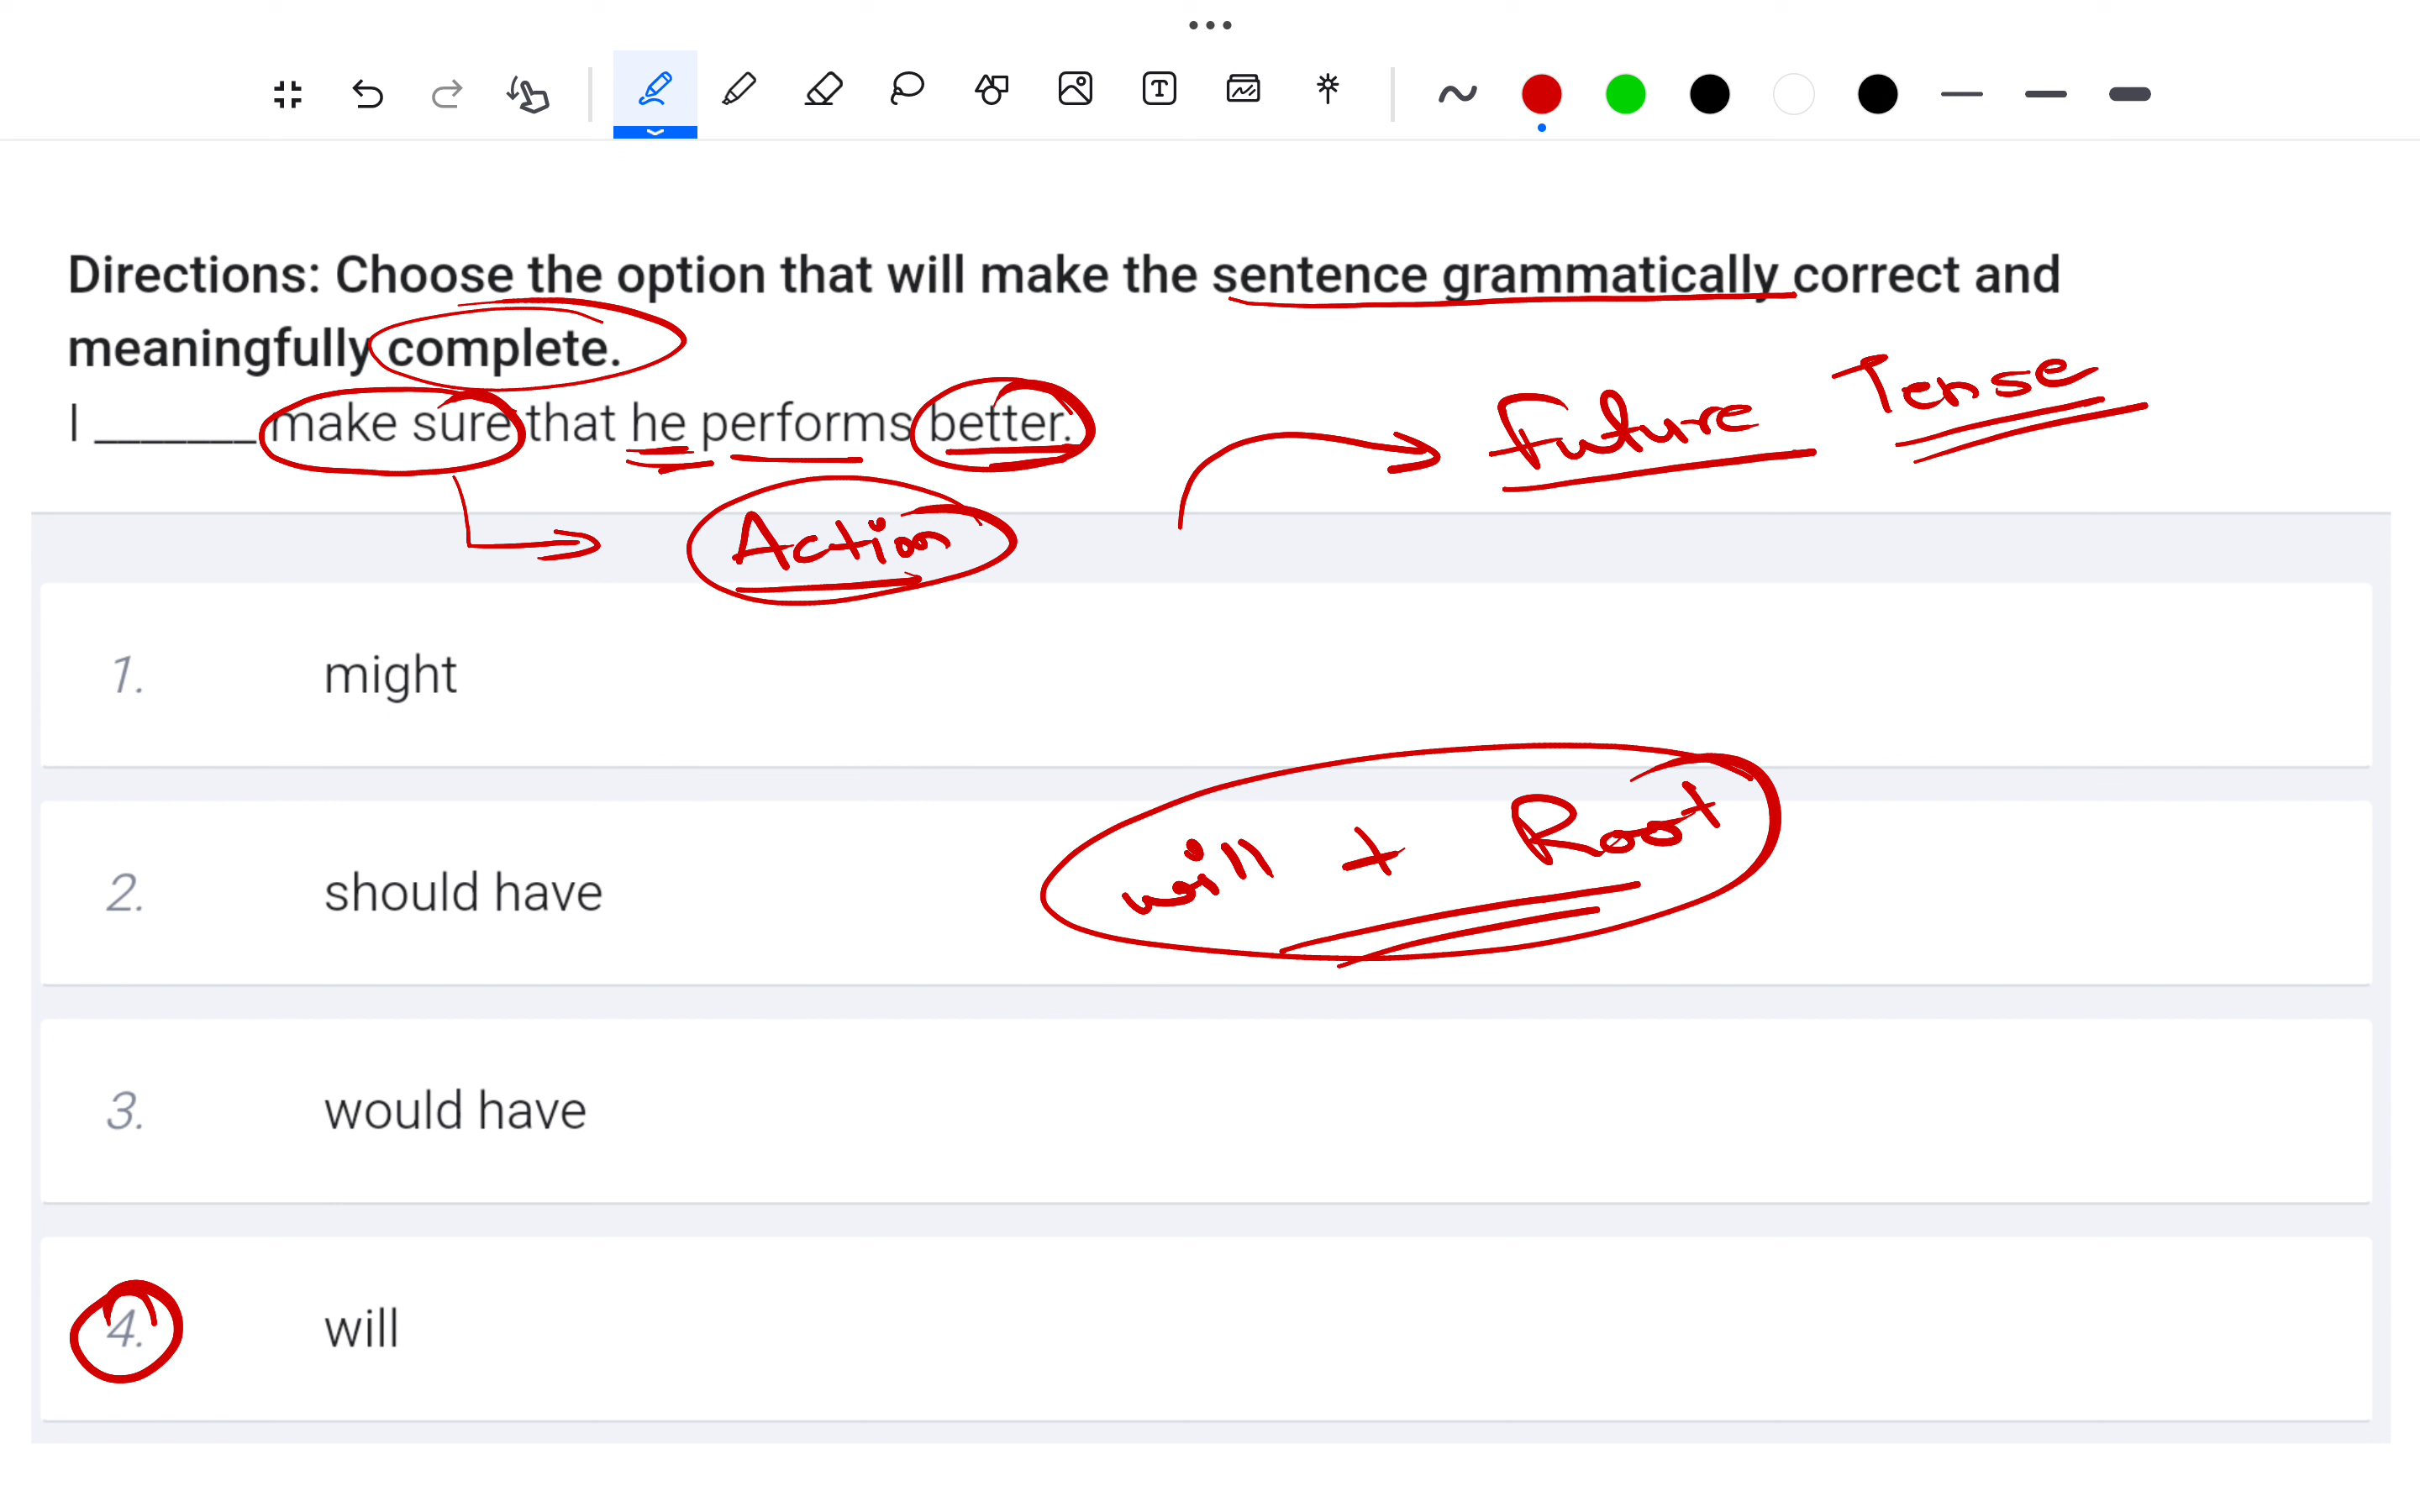 Directions: Choose the option that will make the sentence grammatically correct and
meaningfully complete.
I _______ make sure that he performs better.
Future Tense
Action
1. might
will + Root
2. should have
3. would have
4. will